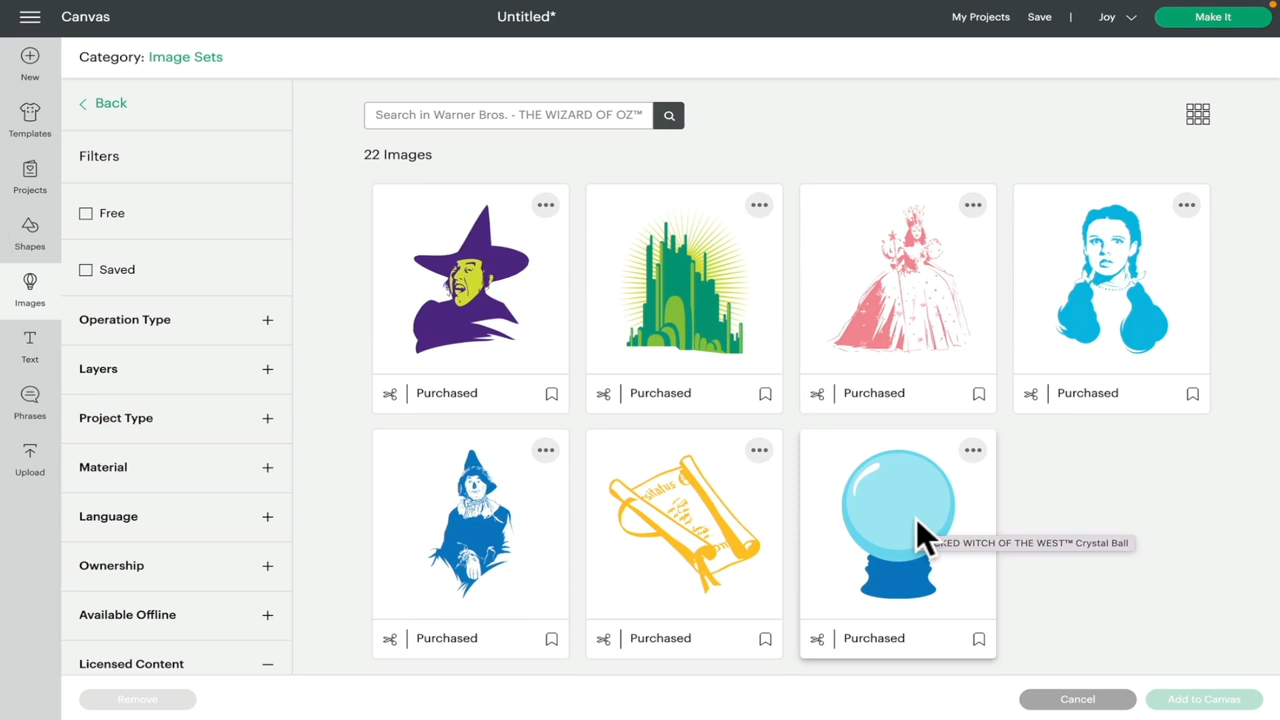 Canvas
Untitled*
My Projects
Save
|
Joy
Make It
New
Templates
Projects
Shapes
Images
Text
Phrases
Upload
Category: Image Sets
Back
Filters
Free
Saved
Operation Type
Layers
Project Type
Material
Language
Ownership
Available Offline
Licensed Content
Remove
Search in Warner Bros. - THE WIZARD OF OZ™
22 Images
Purchased
Purchased
Purchased
Purchased
Purchased
Purchased
Purchased
WITCH OF THE WEST™ Crystal Ball
Cancel
Add to Canvas